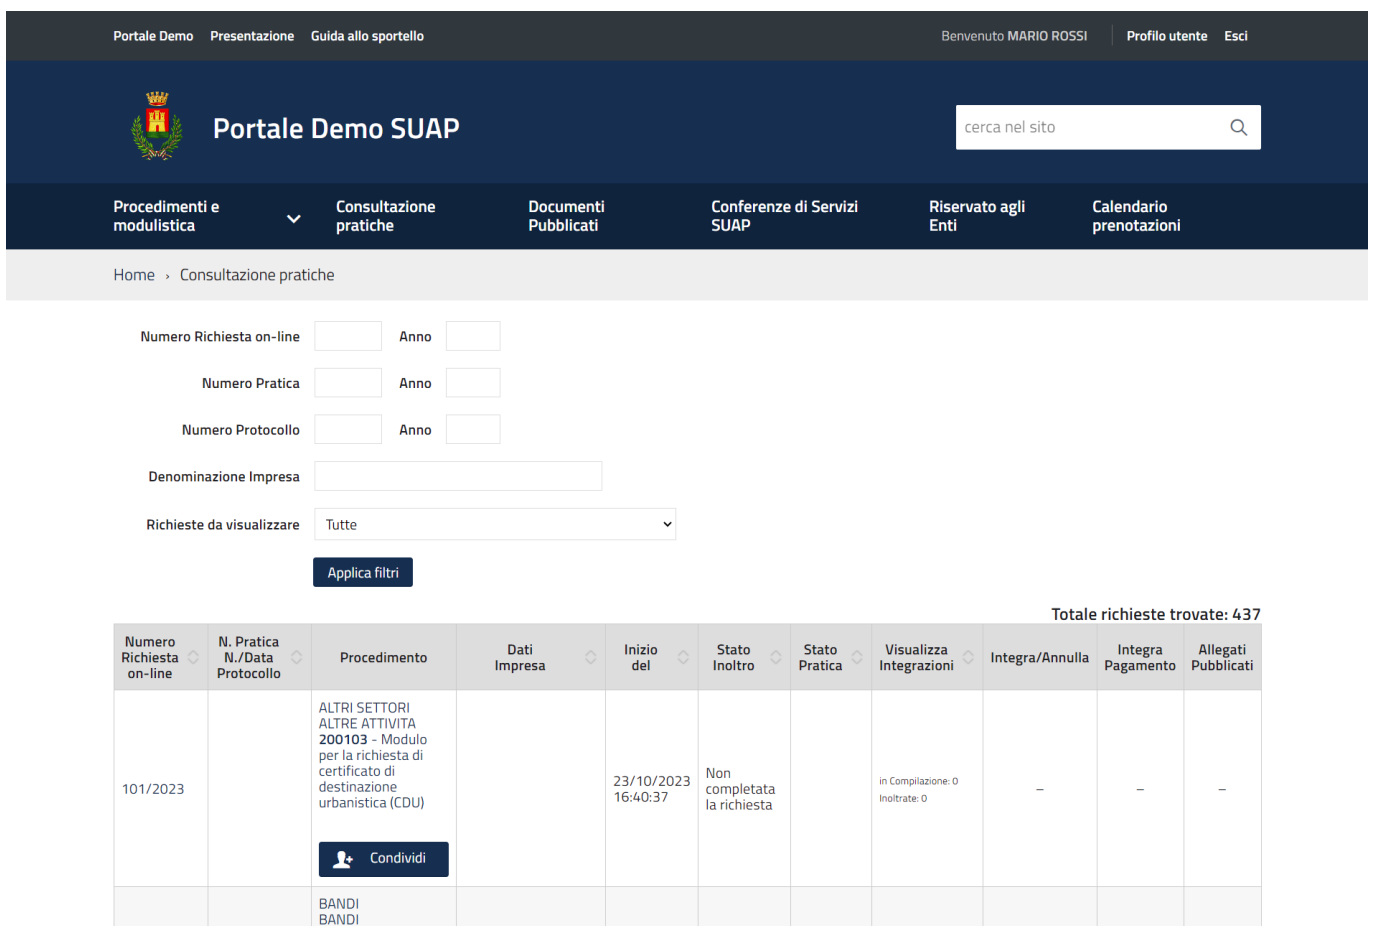 Portale Demo Presentazione Guida allo sportello Benvenuto MARIO ROSSI Profilo utente Esci
Portale Demo SUAP
cerca nel sito
Procedimenti e modulistica
Consultazione pratiche
Documenti Pubblicati
Conferenze di Servizi SUAP
Riservato agli Enti
Calendario prenotazioni
Home › Consultazione pratiche
Numero Richiesta on-line Anno
Numero Pratica Anno
Numero Protocollo Anno
Denominazione Impresa
Richieste da visualizzare Tutte
Applica filtri
Totale richieste trovate: 437
Numero Richiesta on-line
N. Pratica N./Data Protocollo
Procedimento
Dati Impresa
Inizio del
Stato Inoltro
Stato Pratica
Visualizza Integrazioni
Integra/Annulla
Integra Pagamento
Allegati Pubblicati
101/2023
ALTRI SETTORI
ALTRE ATTIVITA
200103 - Modulo
per la richiesta di
certificato di
destinazione
urbanistica (CDU)
Condividi
23/10/2023
16:40:37
Non
completata
la richiesta
in Compilazione: 0
Inoltrate: 0
– – –
BANDI
BANDI